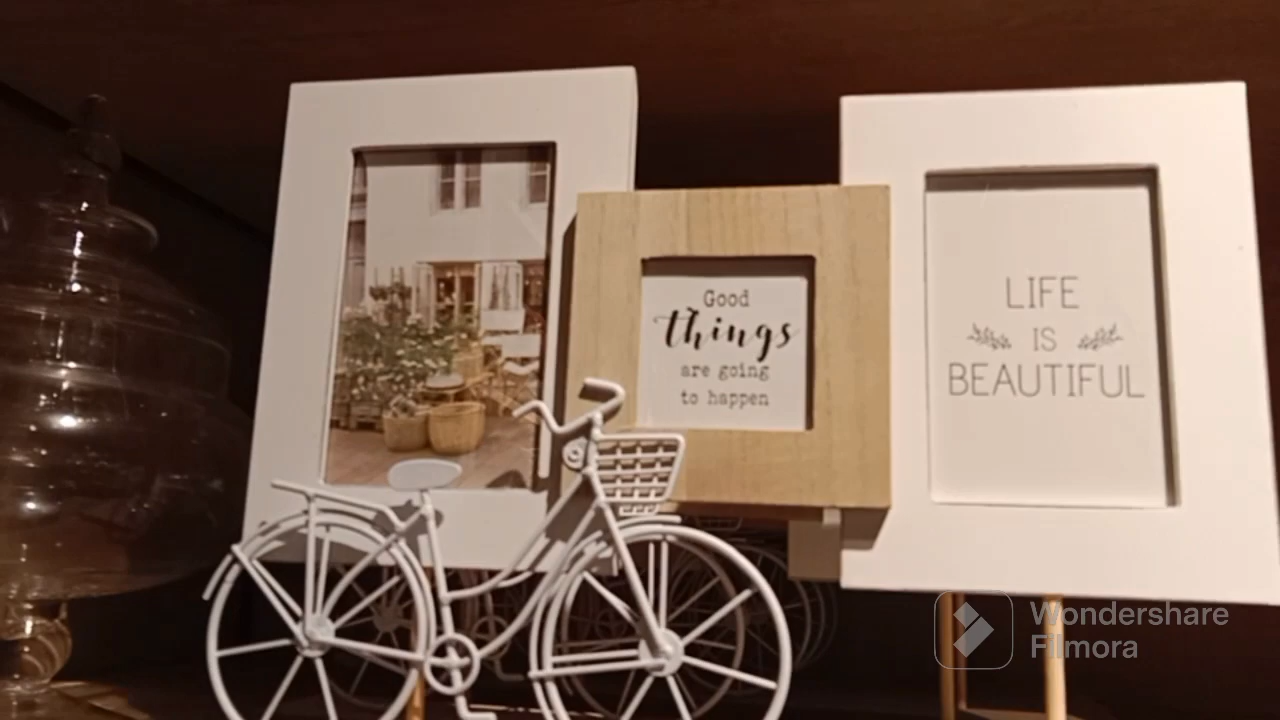 Good
things
are going
to happen
LIFE
IS
BEAUTIFUL
Wondershare
Filmora